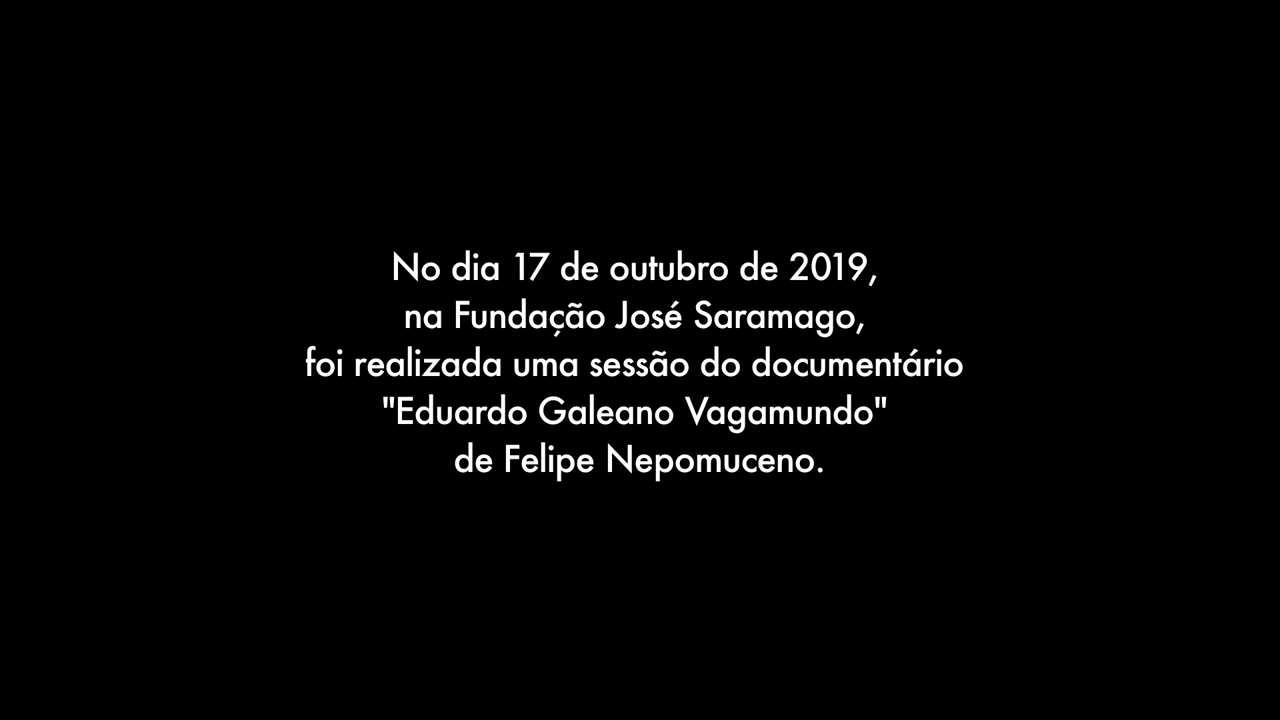 No dia 17 de outubro de 2019,
na Fundação José Saramago,
foi realizada uma sessão do documentário
"Eduardo Galeano Vagamundo"
de Felipe Nepomuceno.